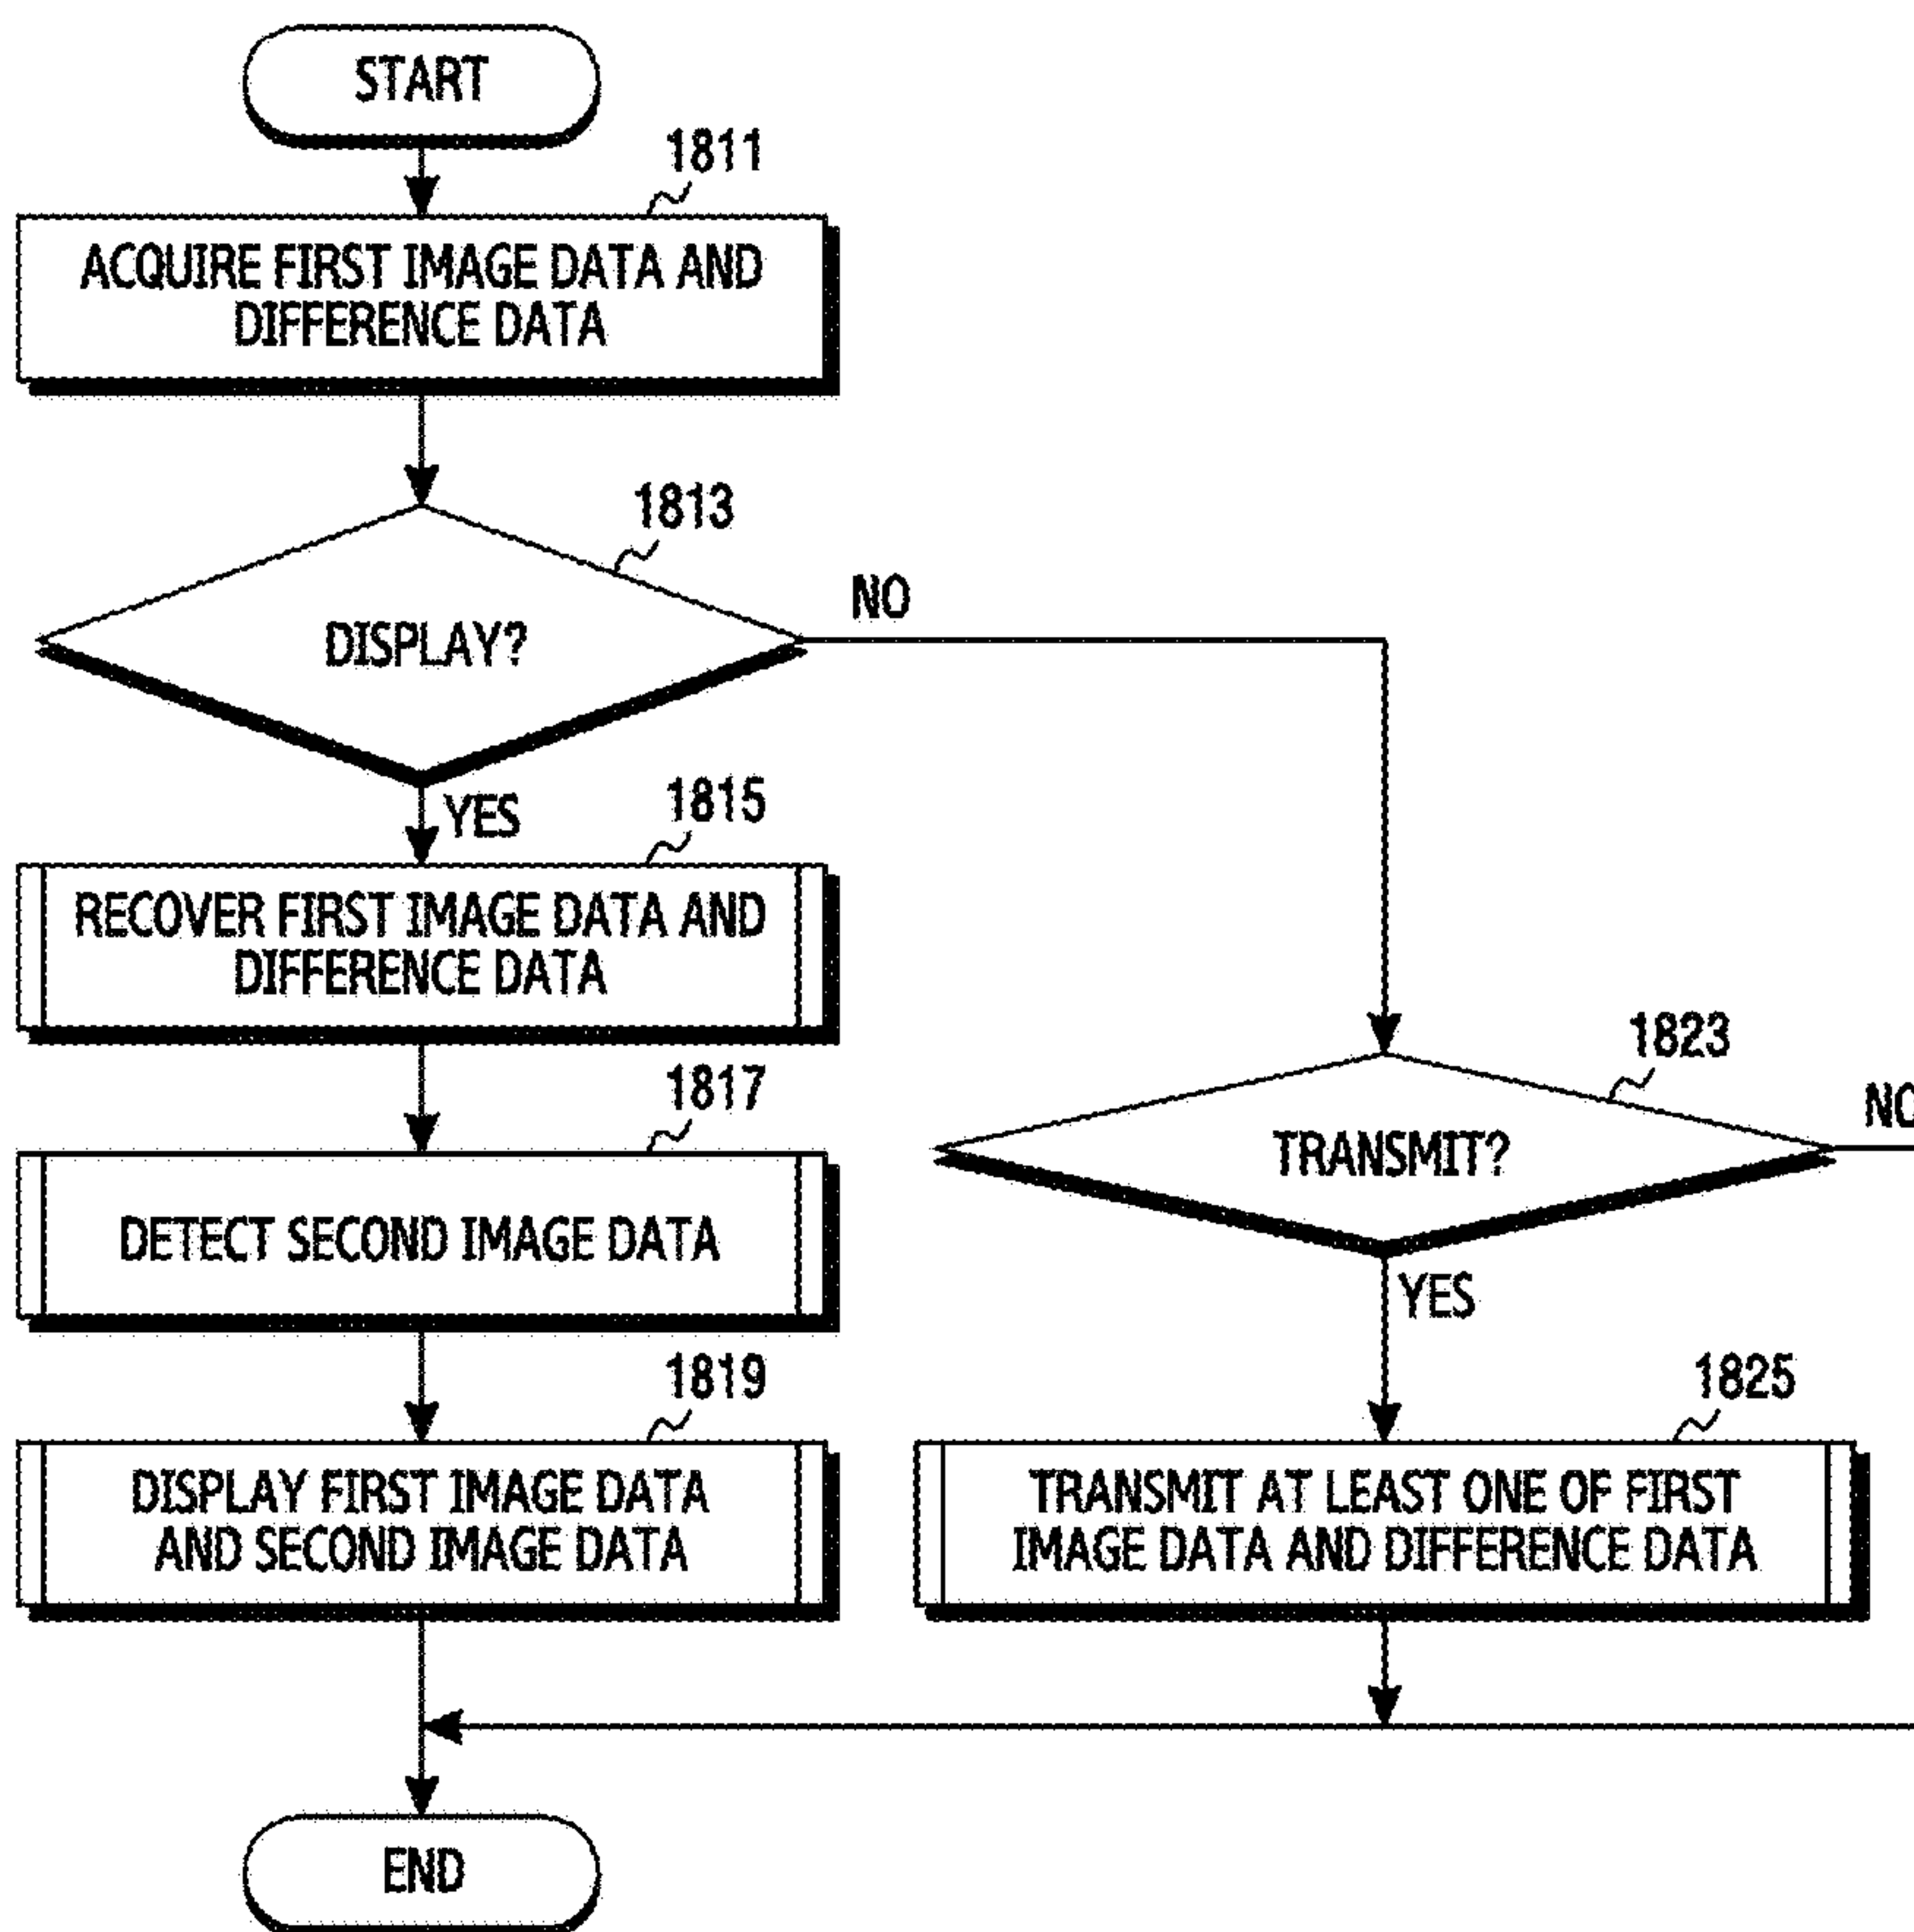 START
1811
ACQUIRE FIRST IMAGE DATA AND
DIFFERENCE DATA
1813
DISPLAY?
NO
YES
1815
RECOVER FIRST IMAGE DATA AND
DIFFERENCE DATA
1817
DETECT SECOND IMAGE DATA
1819
DISPLAY FIRST IMAGE DATA
AND SECOND IMAGE DATA
1823
TRANSMIT?
NO
YES
1825
TRANSMIT AT LEAST ONE OF FIRST
IMAGE DATA AND DIFFERENCE DATA
END